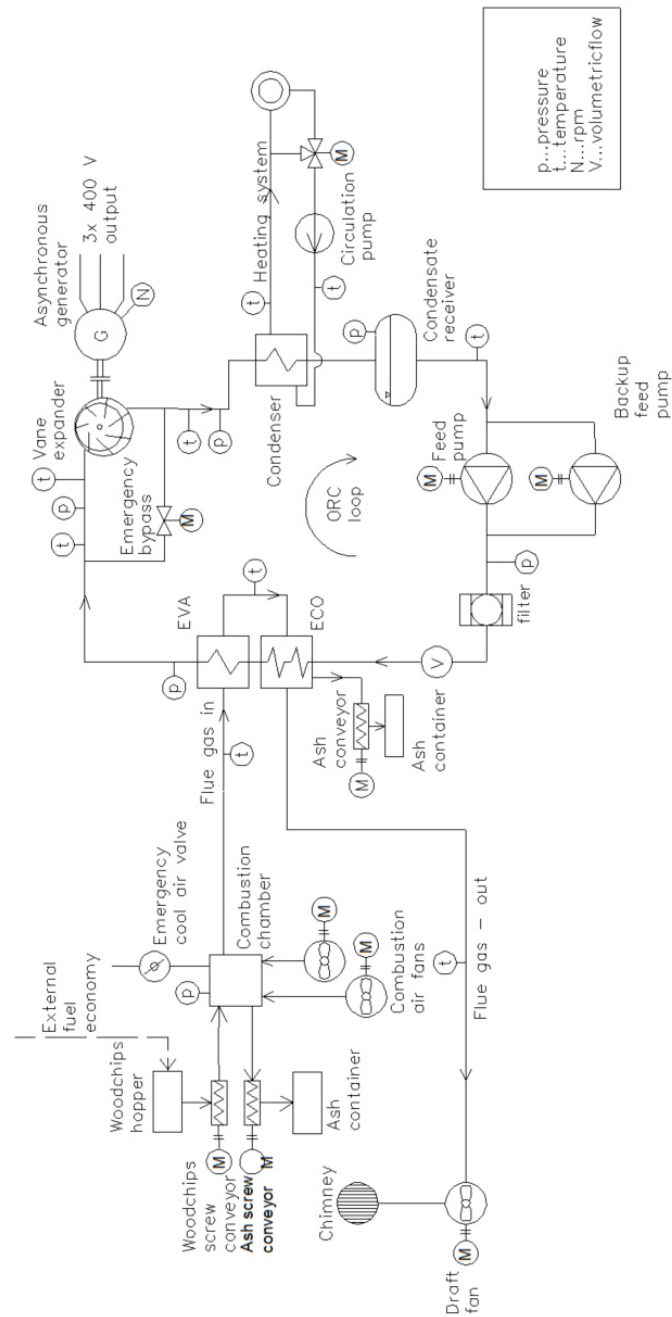 External
fuel
economy
Woodchips
hopper
Woodchips
screw
conveyor
M
Ash screw
conveyor
M
Ash
container
p
Emergency
cool air valve
Combustion
chamber
M
M
Combustion
air fans
Flue gas in
t
p
EVA
t
ECO
Ash
conveyor
M
Ash
container
V
filter
p
t
p
t
Vane
expander
Emergency
bypass
M
t
p
Asynchronous
generator
G
N
3x 400 V
output
ORC
loop
Condenser
t
Heating system
M
Circulation
pump
t
p
Condensate
receiver
t
M
Feed
pump
M
Backup
feed
pump
Chimney
Draft
fan
M
t
Flue gas - out
p...pressure
t...temperature
N...rpm
V...volumetricflow